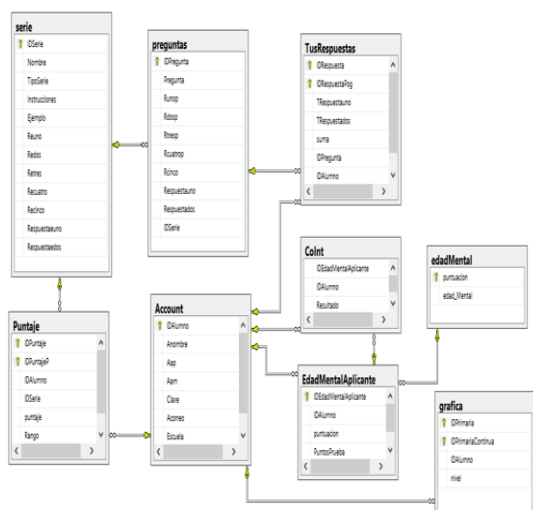 serie
IDSerie
Nombre
TipoSerie
Instrucciones
Ejemplo
Reuno
Redos
Retres
Recuatro
Recinco
Respuestaeuno
Respuestaedos
preguntas
IDPregunta
Pregunta
Runop
Rdosp
Rtresp
Rcuatrop
Rcinco
Respuestauno
Respuestados
IDSerie
TusRespuestas
IDRespuesta
IDRespuestaPog
TRespuestauno
TRespuestados
suma
IDPregunta
IDAlumno
CoInt
IDEdadMentalAplicante
IDAlumno
Resultado
edadMental
puntuacion
edad_Mental
Puntaje
IDPuntaje
IDPuntajeP
IDAlumno
IDSerie
puntaje
Rango
Account
IDAlumno
Anombre
Aap
Aam
Clave
Acorreo
Escuela
EdadMentalAplicante
IDEdadMentalAplicante
IDAlumno
puntuacion
PuntosPrueba
grafica
IDPrimaria
IDPrimariaContinua
IDAlumno
nivel